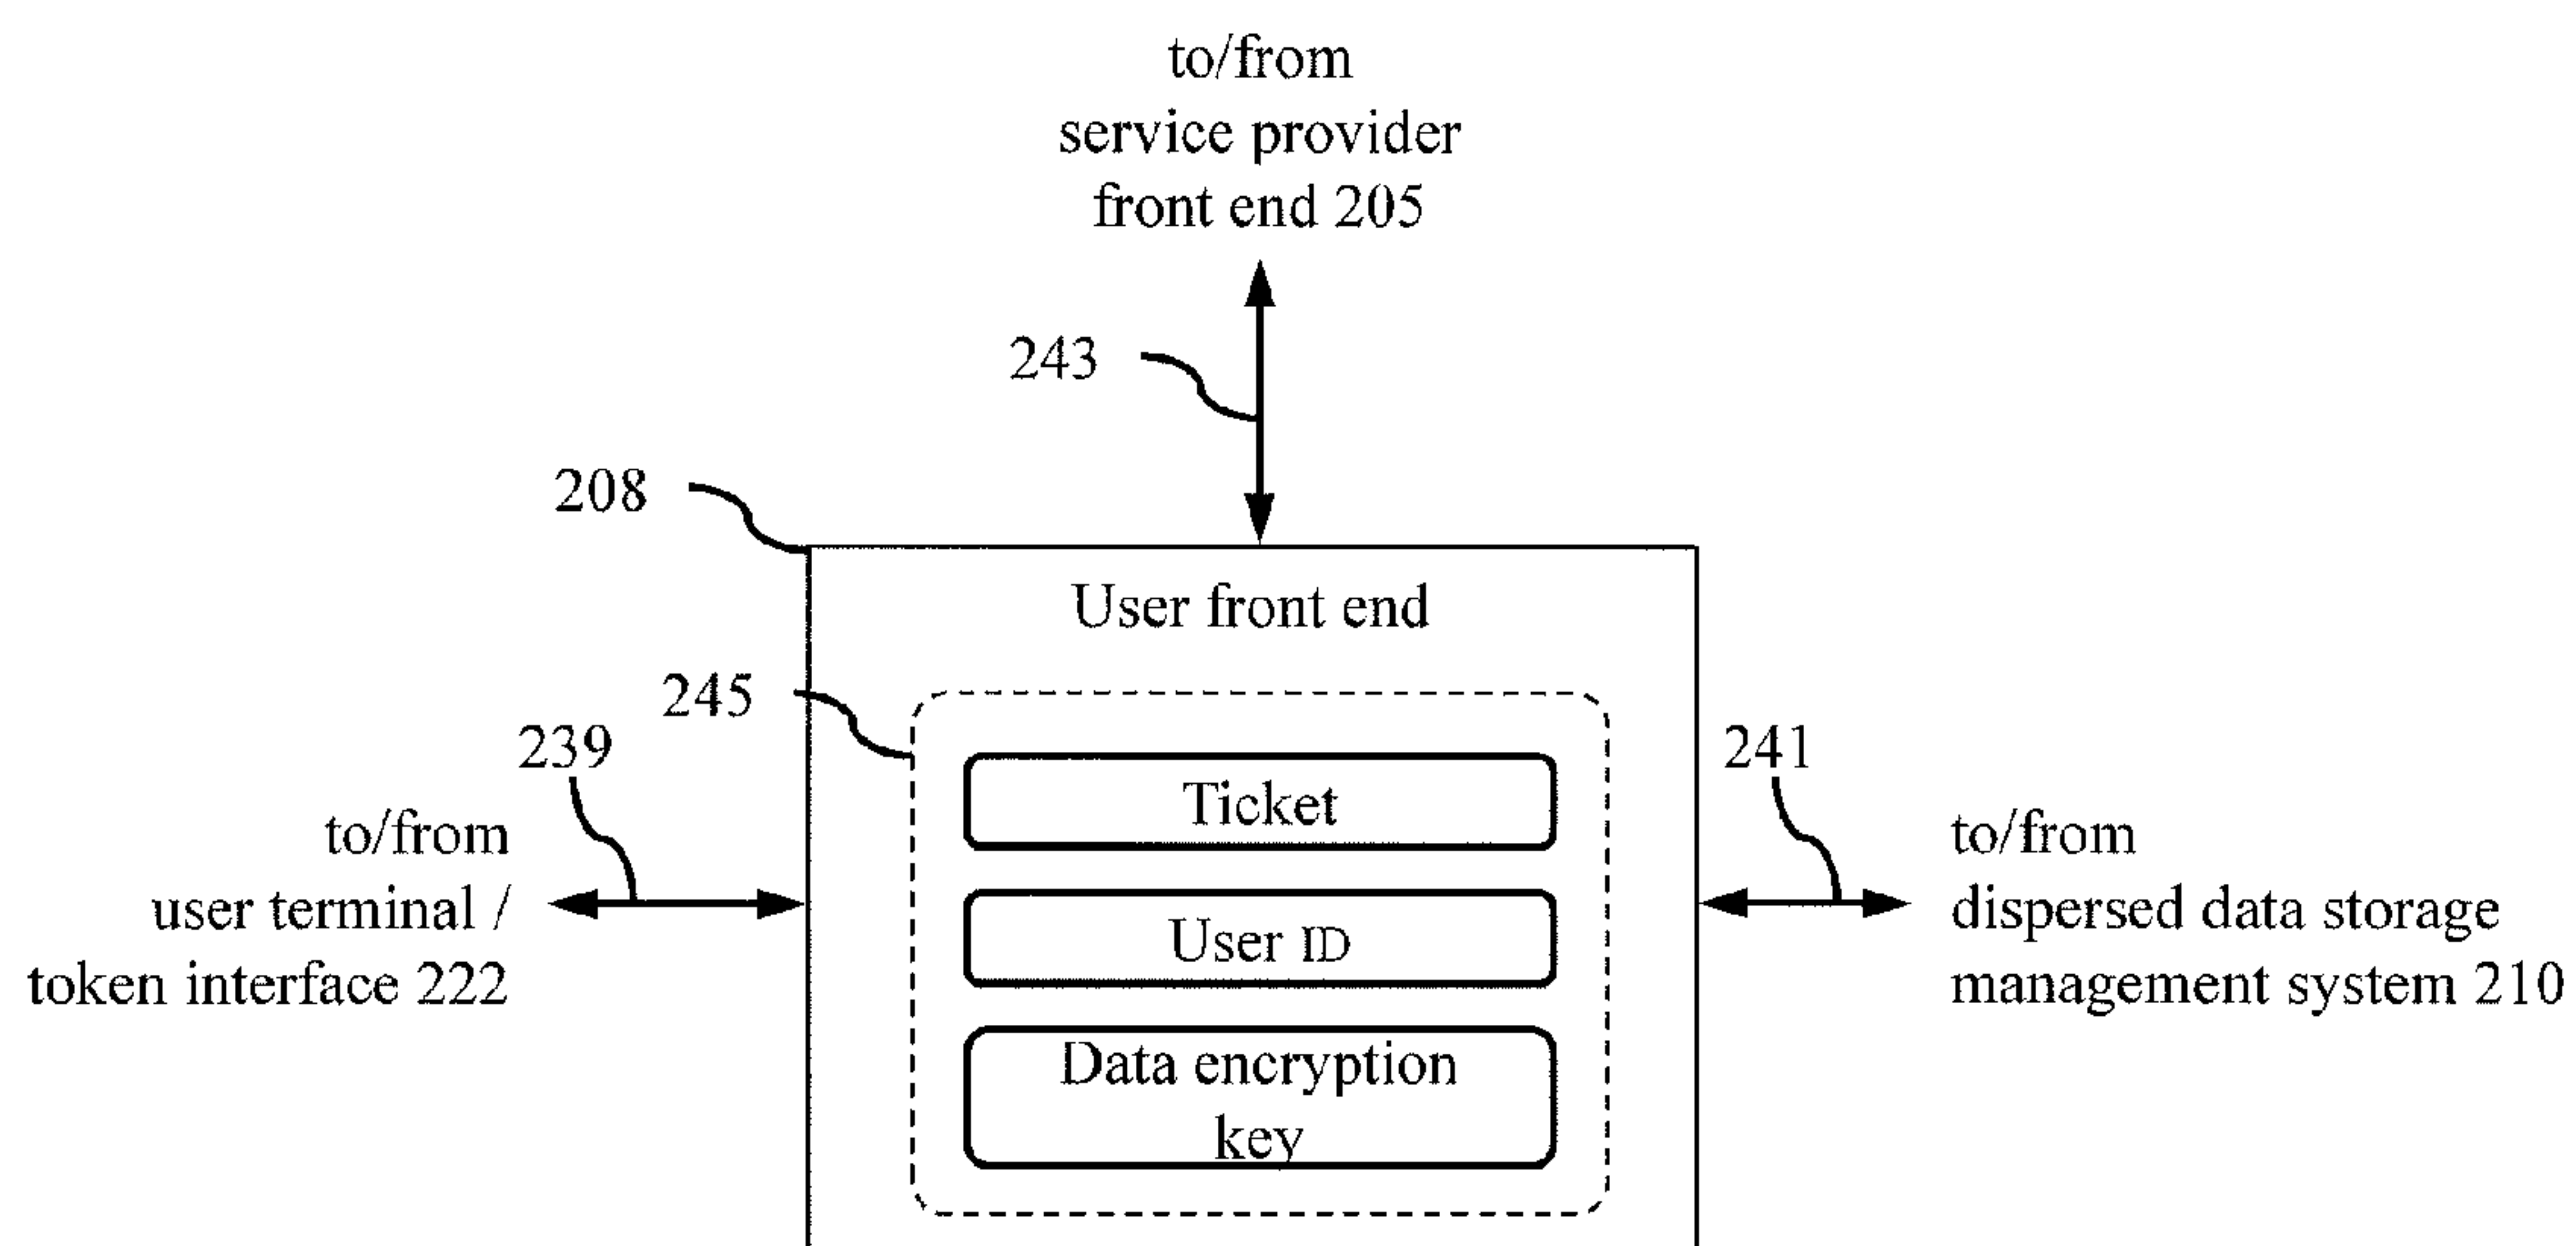 to/from
service provider
front end 205
243
208
User front end
245
239
241
to/from
user terminal /
token interface 222
Ticket
User ID
Data encryption
key
to/from
dispersed data storage
management system 210